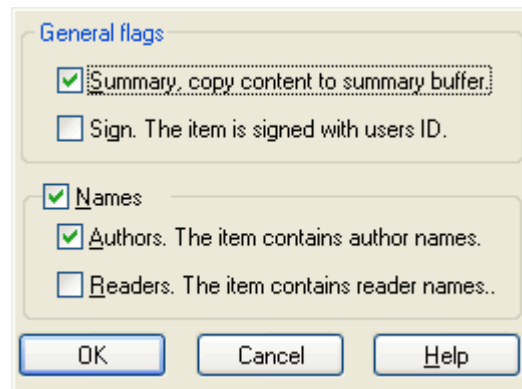 General flags
Summary, copy content to summary buffer.
Sign. The item is signed with users ID.
Names
Authors. The item contains author names.
Readers. The item contains reader names..
OK Cancel Help